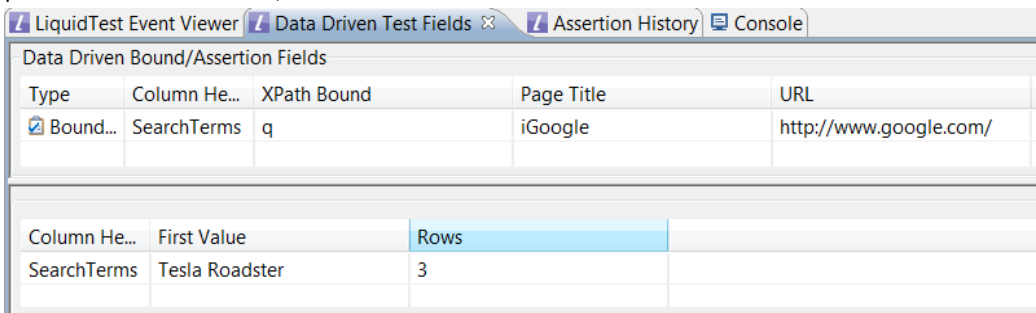 LiquidTest Event Viewer Data Driven Test Fields Assertion History Console
Data Driven Bound/Assertion Fields
Type Column He... XPath Bound Page Title URL
Bound... SearchTerms q iGoogle http://www.google.com/
Column He... First Value Rows
SearchTerms Tesla Roadster 3